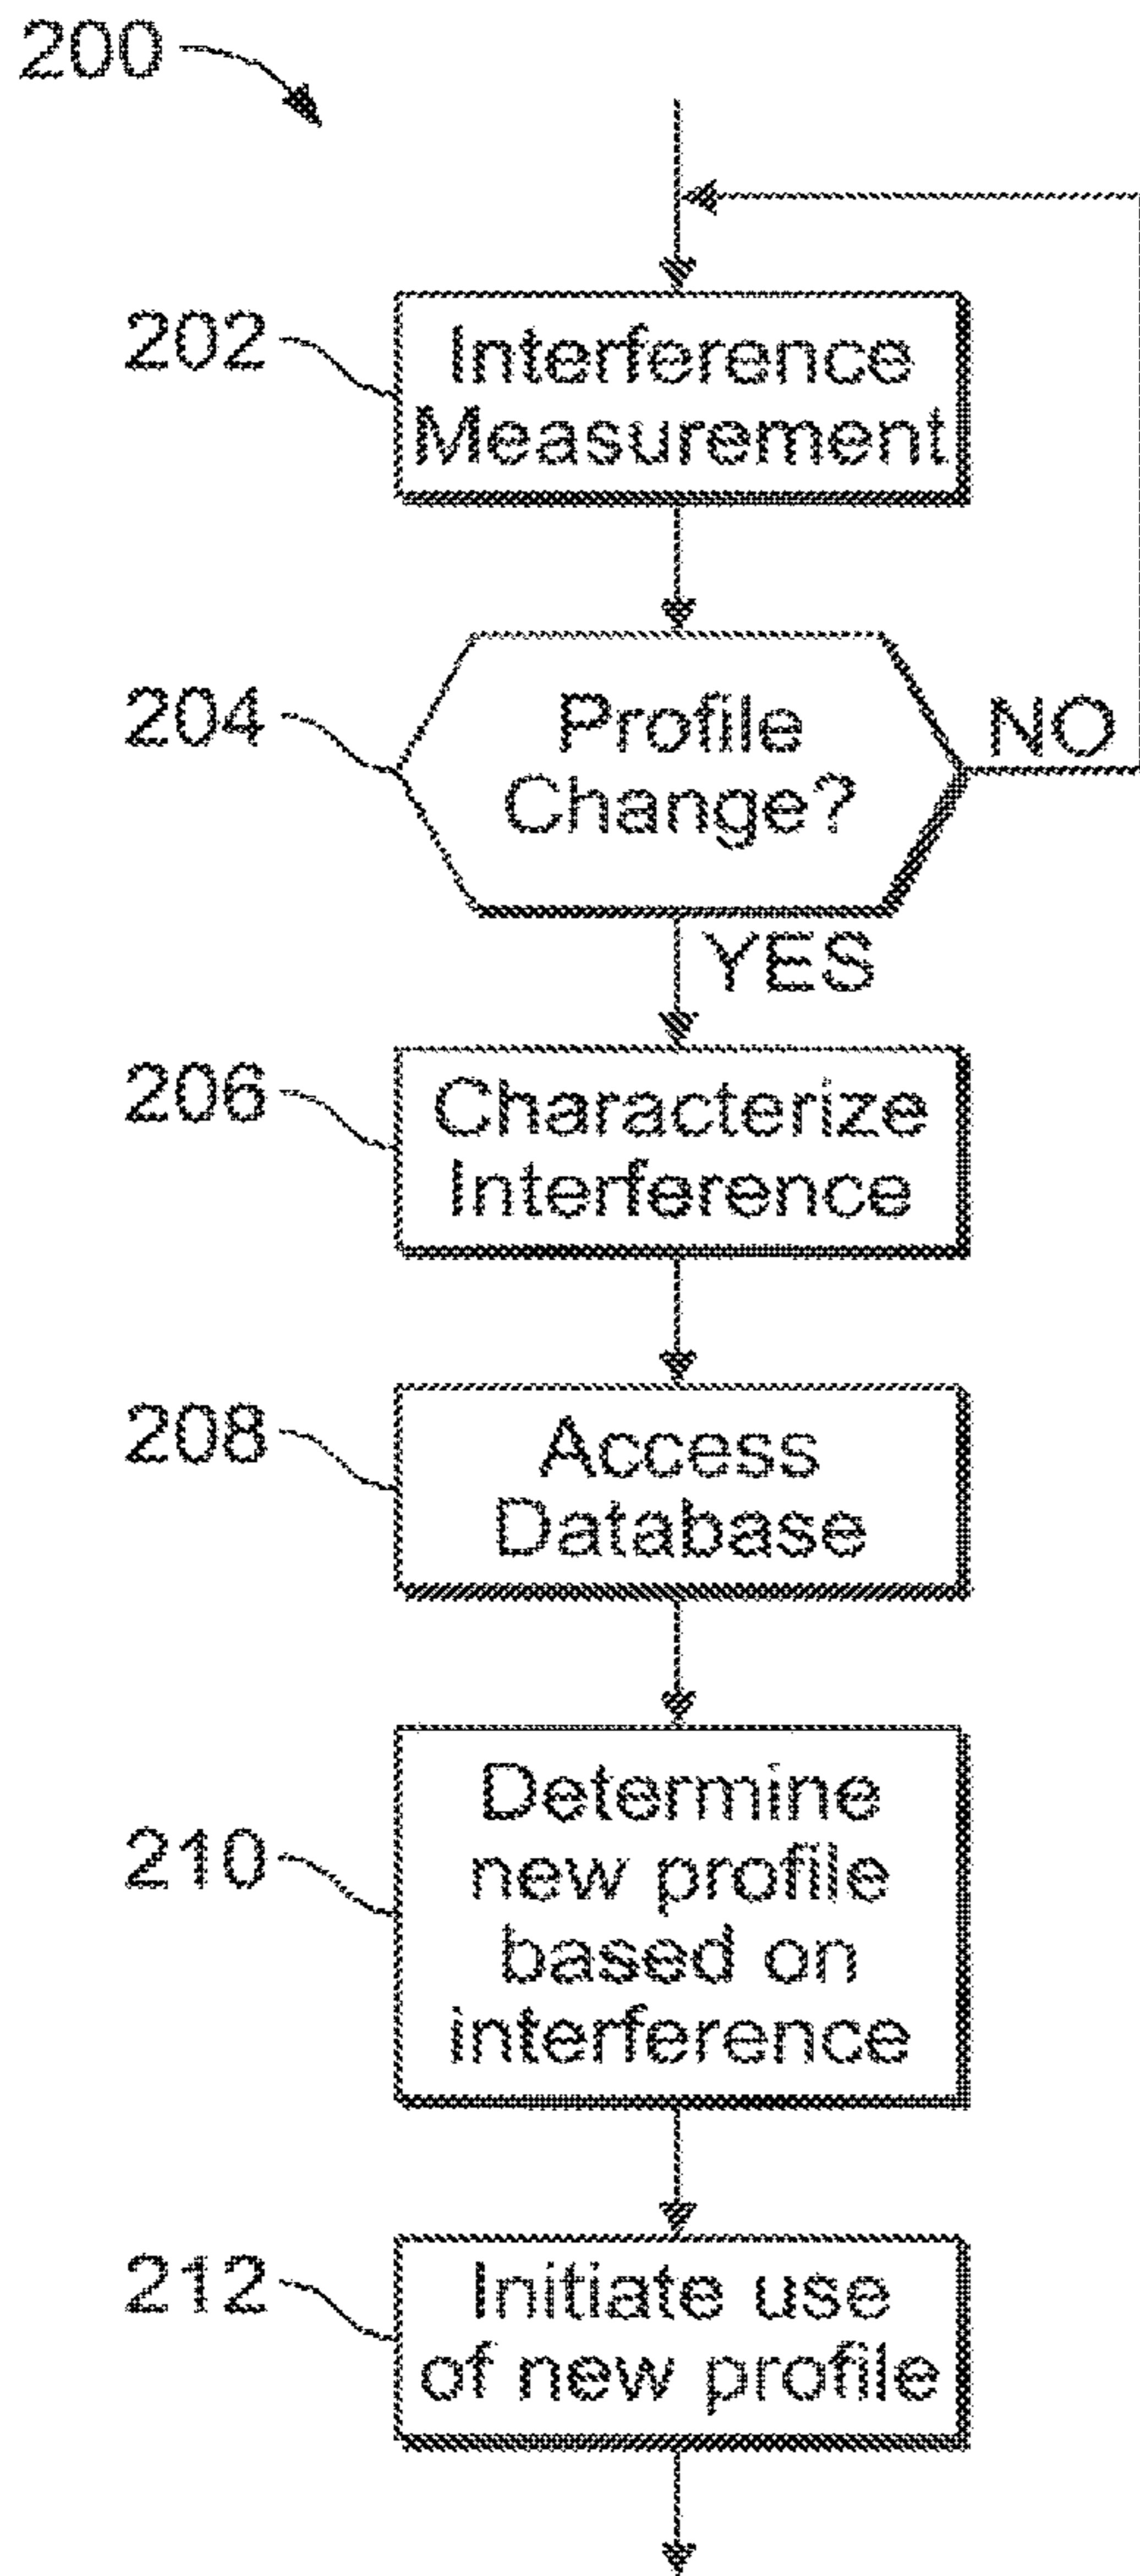 200
202
Interference
Measurement
204
Profile
Change?
NO
YES
206
Characterize
Interference
208
Access
Database
210
Determine
new profile
based on
interference
212
Initiate use
of new profile